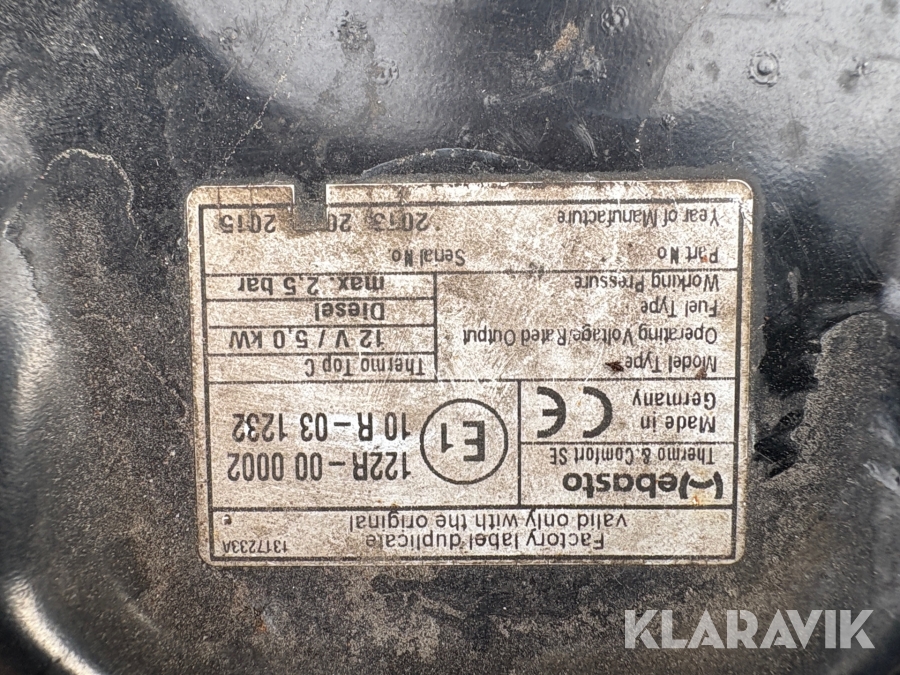 Factory label duplicate
valid only with the original
1317233A
e
Webasto
Thermo & Comfort SE
122R-00 0002
10 R-03 1232
E1
Made in
Germany
CE
Model Type Thermo Top C
Operating Voltage/Rated Output 12 V / 5,0 kW
Fuel Type Diesel
Working Pressure max. 2,5 bar
Part No Serial No
Year of Manufacture 2013 20 2015
KLARAVIK